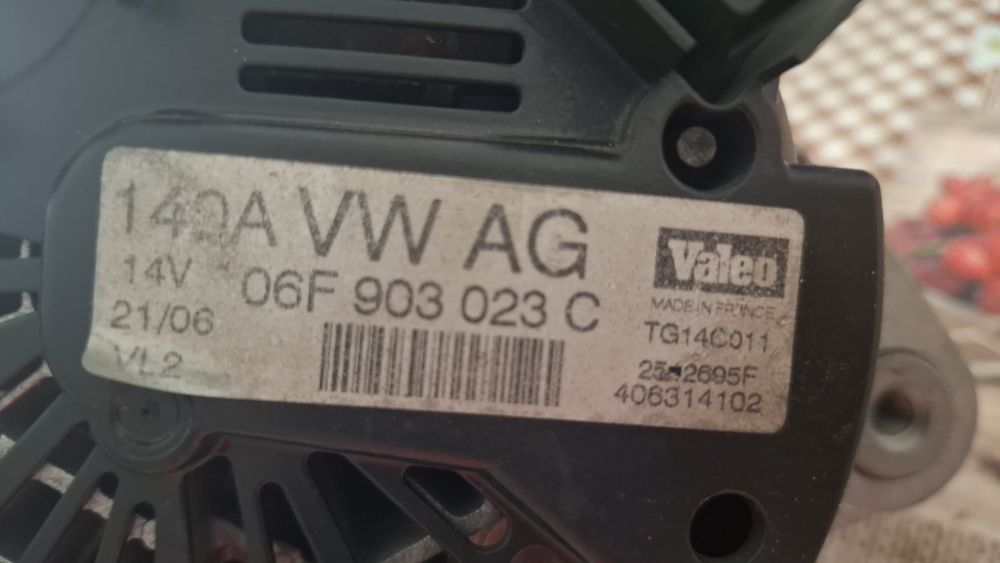 140A VW AG
14V
06F 903 023 C
21/06
VL2
Valeo
MADE IN FRANCE
TG14C011
406314102